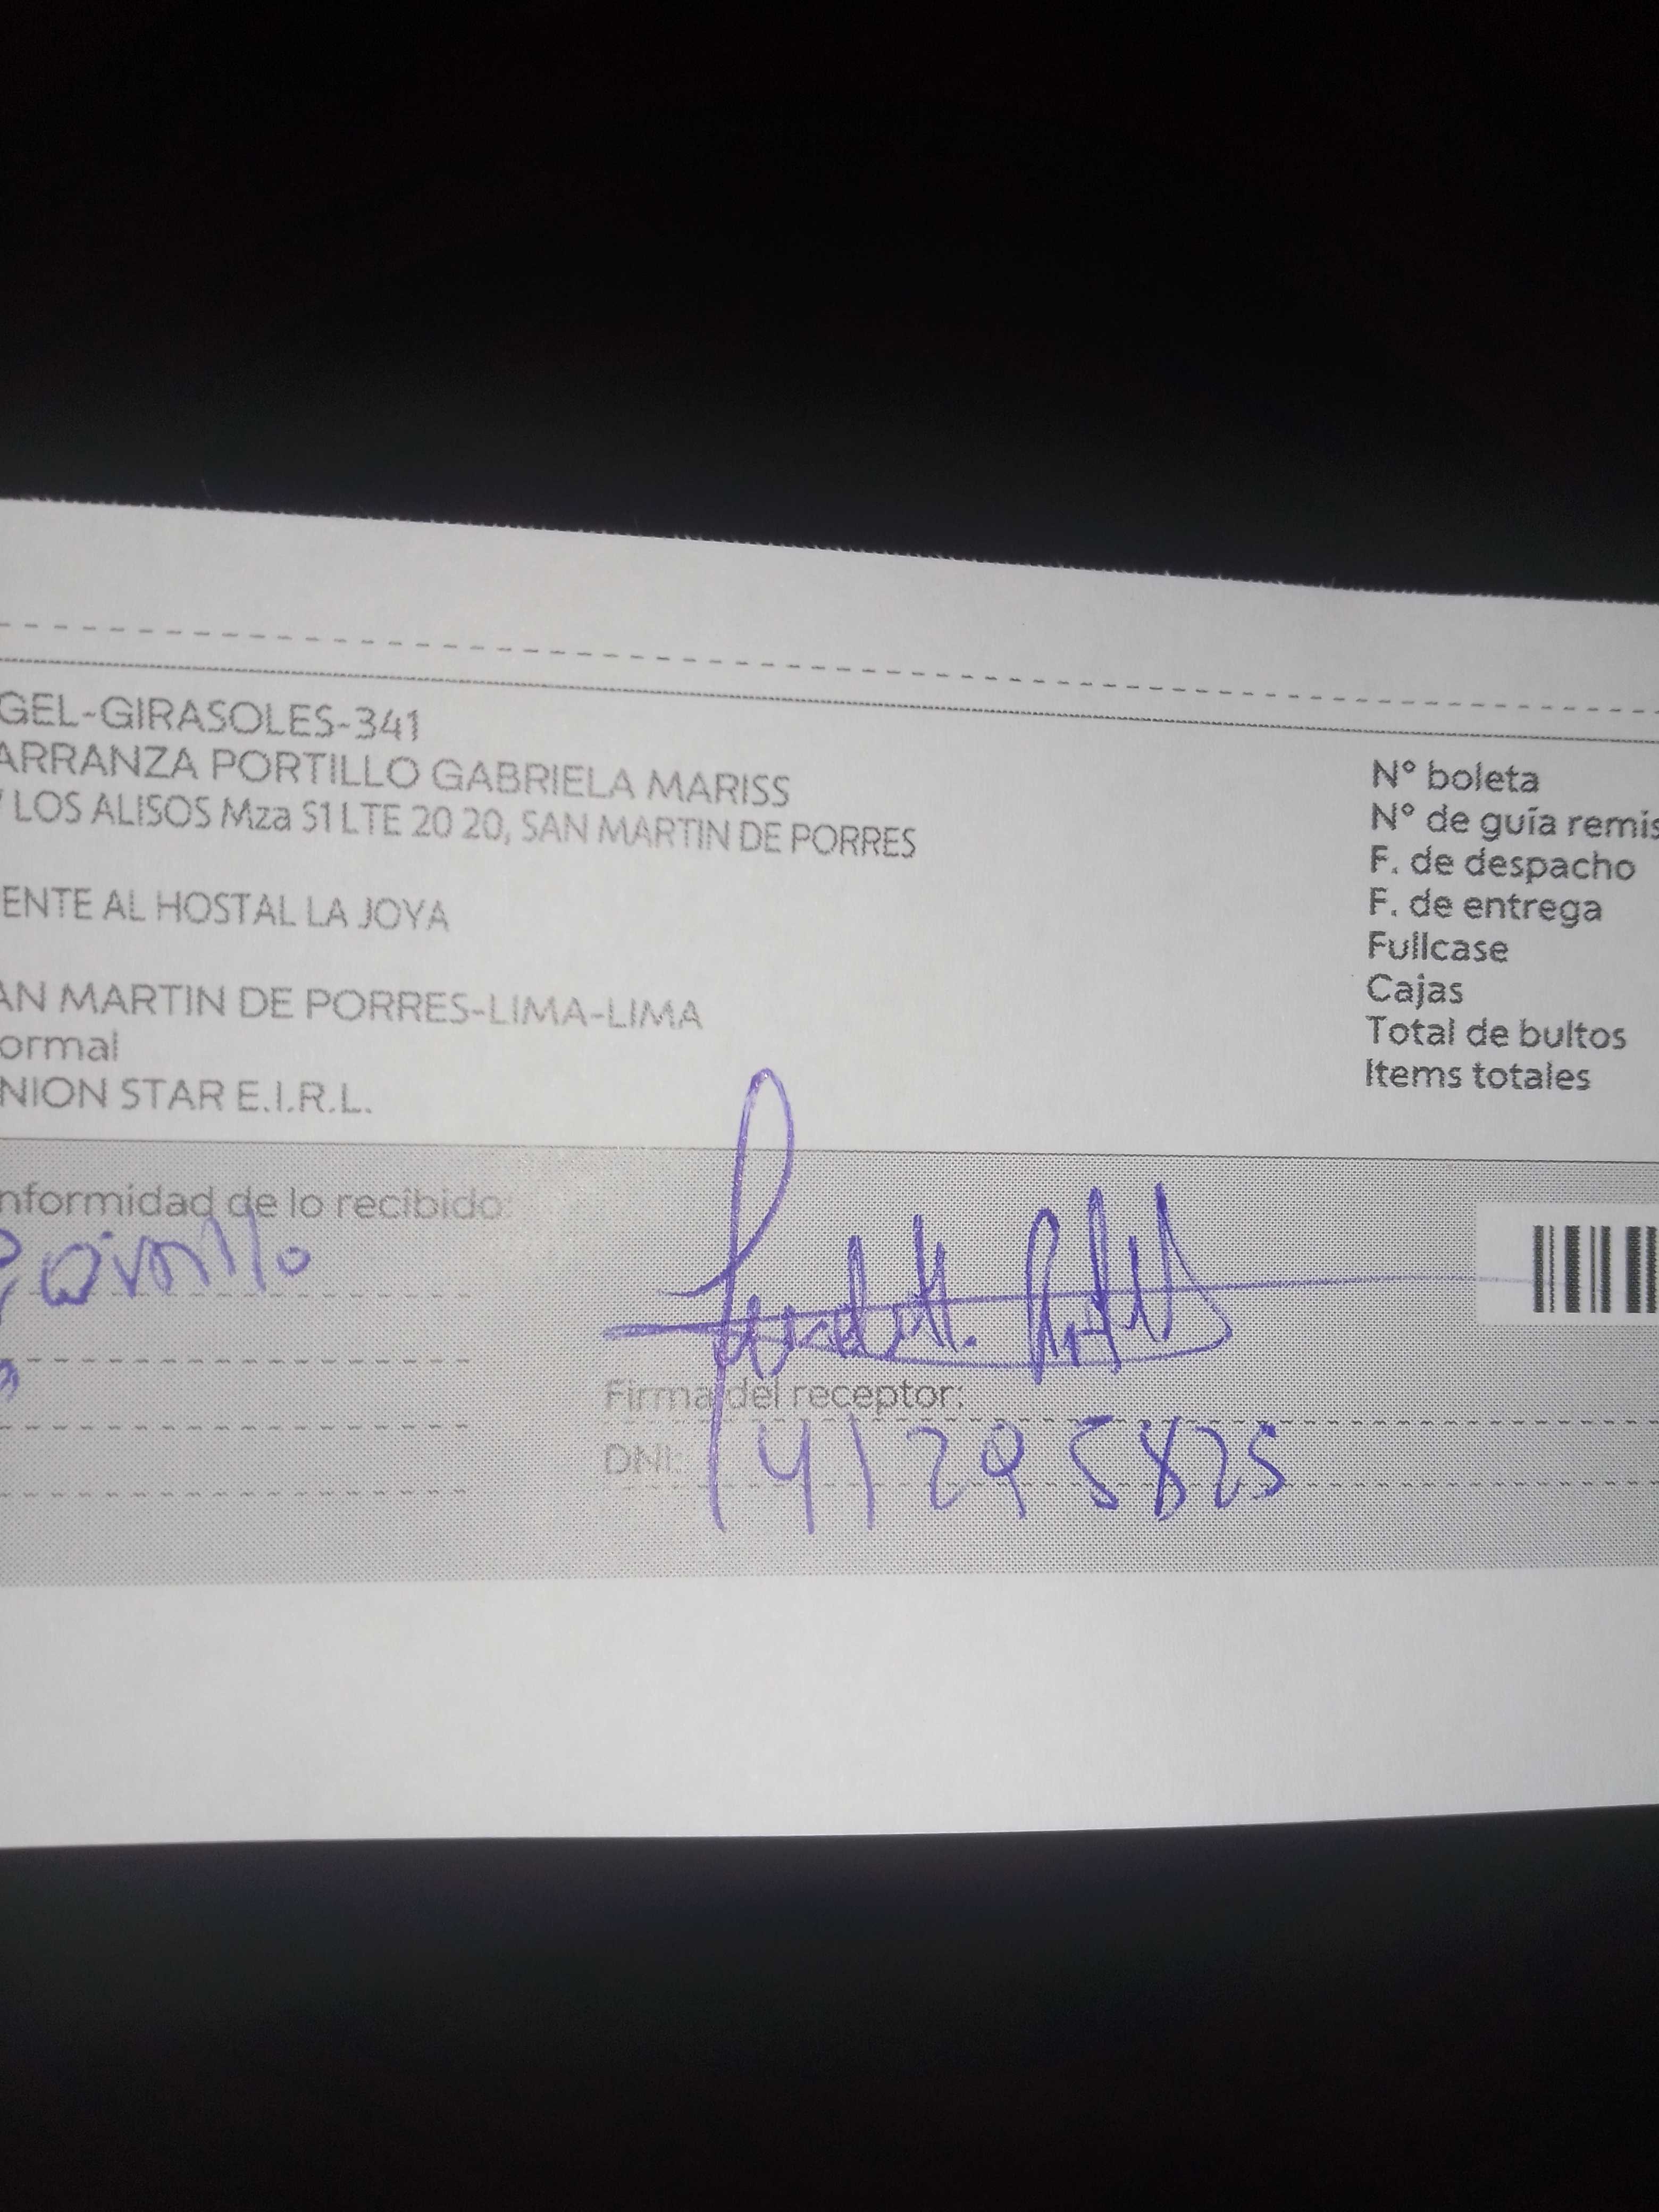 GEL-GIRASOLES-341
ARRANZA PORTILLO GABRIELA MARISS
LOS ALISOS Mza S1 LTE 20 20, SAN MARTIN DE PORRES
ENTE AL HOSTAL LA JOYA
AN MARTIN DE PORRES-LIMA-LIMA
ormal
NION STAR E.I.R.L.
N° boleta
N° de guía remis
F. de despacho
F. de entrega
Fullcase
Cajas
Total de bultos
Items totales
nformidad de lo recibido:
Firma del receptor:
DNI: 41295825